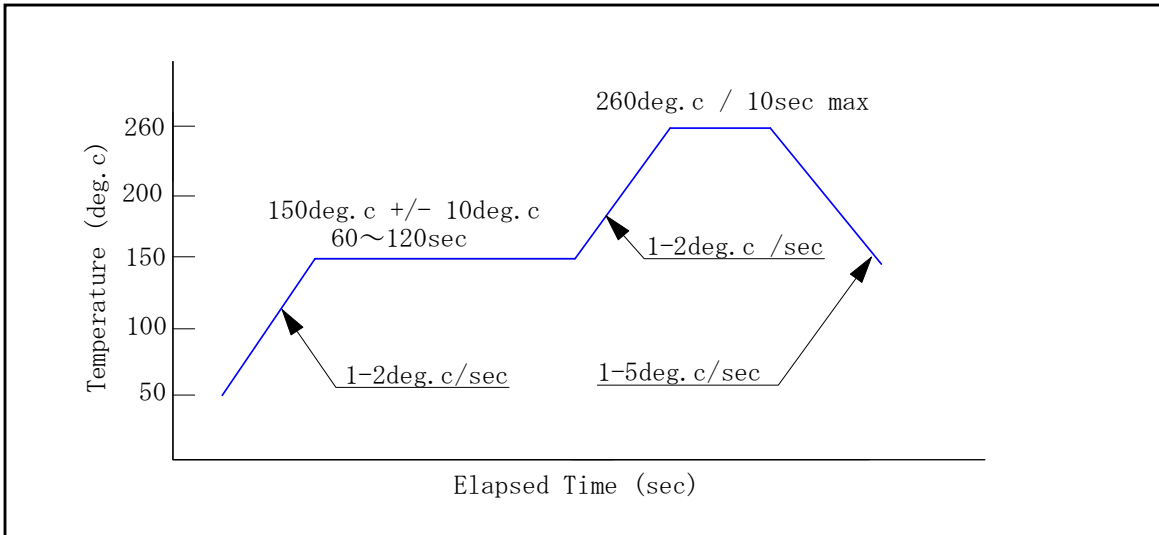 260deg.c / 10sec max
260
200
150deg.c +/- 10deg.c
60～120sec
150
1-2deg.c /sec
100
1-2deg.c/sec
1-5deg.c/sec
50
Temperature (deg.c)
Elapsed Time (sec)